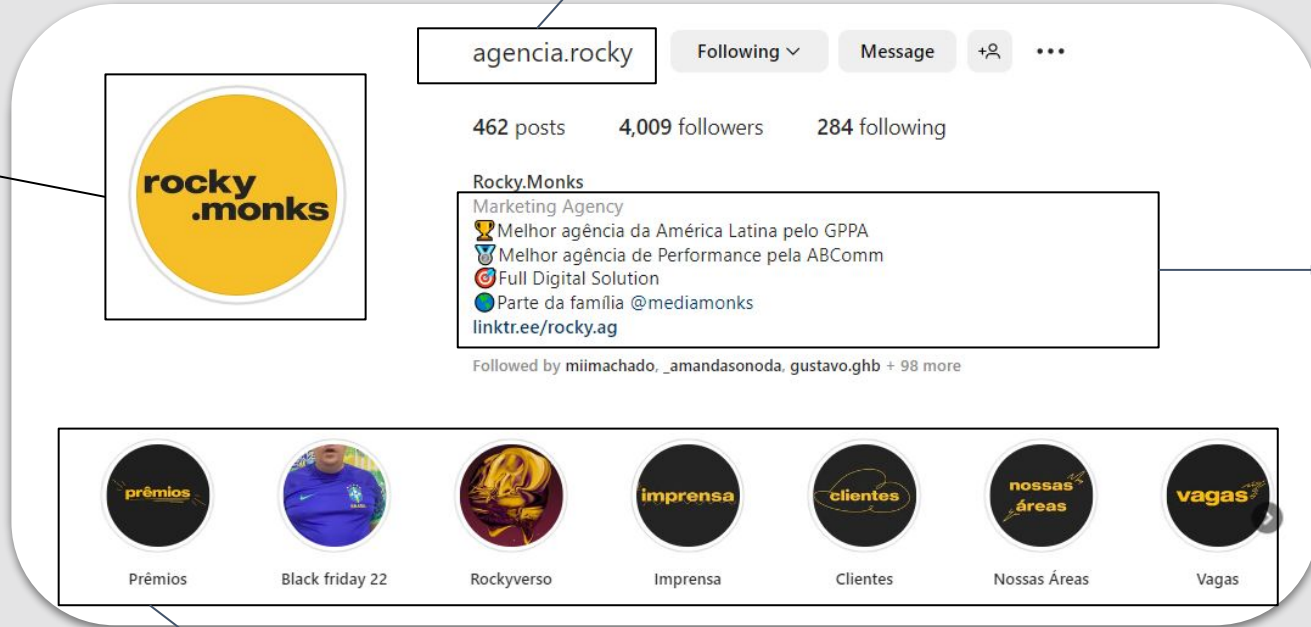 agencia.rocky Following Message
462 posts 4,009 followers 284 following
rocky
.monks
Rocky.Monks
Marketing Agency
🏆Melhor agência da América Latina pelo GPPA
🥈Melhor agência de Performance pela ABComm
🎯Full Digital Solution
🌎Parte da família @mediamonks
linktr.ee/rocky.ag
Followed by miimachado, _amandasonoda, gustavo.ghb + 98 more
prêmios
imprensa
clientes
nossas
áreas
vagas
Prêmios Black friday 22 Rockyverso Imprensa Clientes Nossas Áreas Vagas